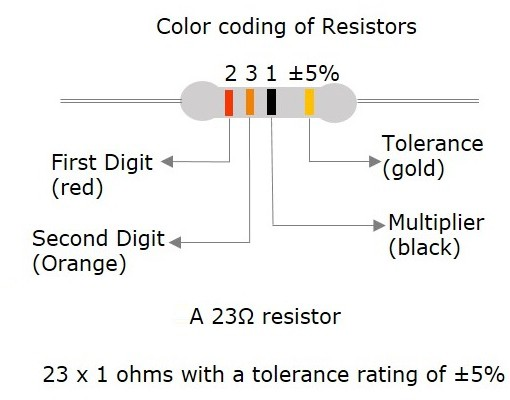 Color coding of Resistors
2 3 1 ±5%
First Digit
(red)
Tolerance
(gold)
Second Digit
(Orange)
Multiplier
(black)
A 23Ω resistor
23 x 1 ohms with a tolerance rating of ±5%